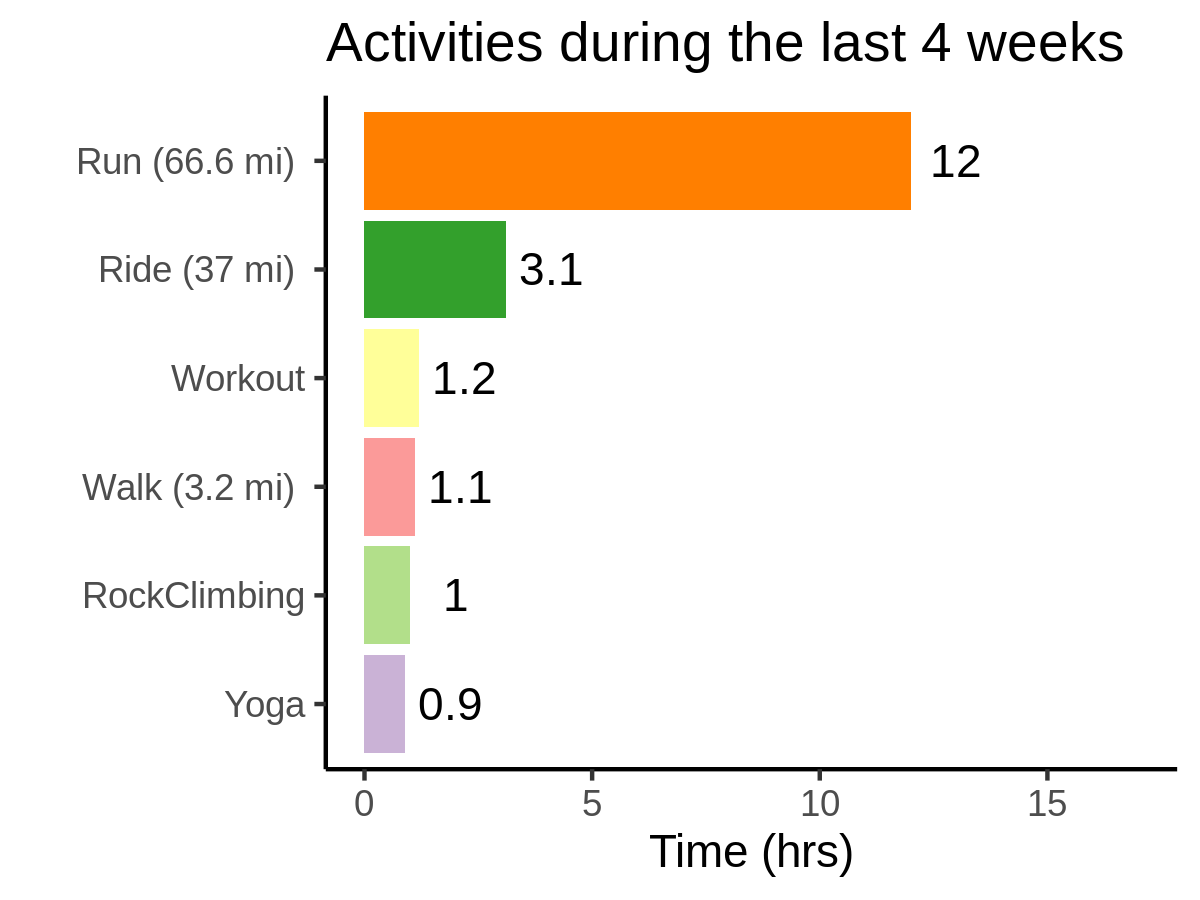 Activities during the last 4 weeks
Run (66.6 mi) 12
Ride (37 mi) 3.1
Workout 1.2
Walk (3.2 mi) 1.1
RockClimbing 1
Yoga 0.9
0 5 10 15
Time (hrs)